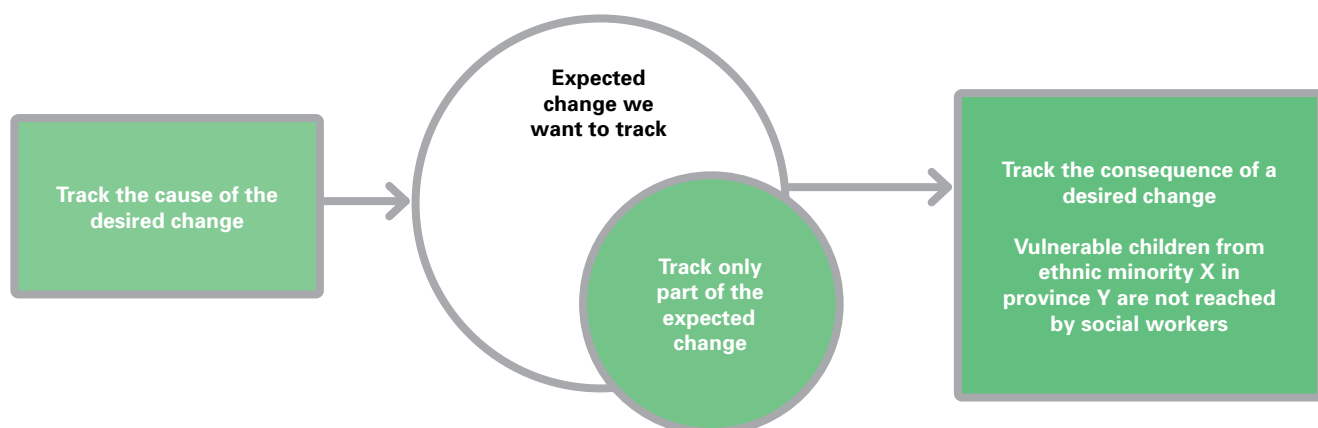 Track the cause of the
desired change
Expected
change we
want to track
Track only
part of the
expected
change
Track the consequence of a
desired change
Vulnerable children from
ethnic minority X in
province Y are not reached
by social workers